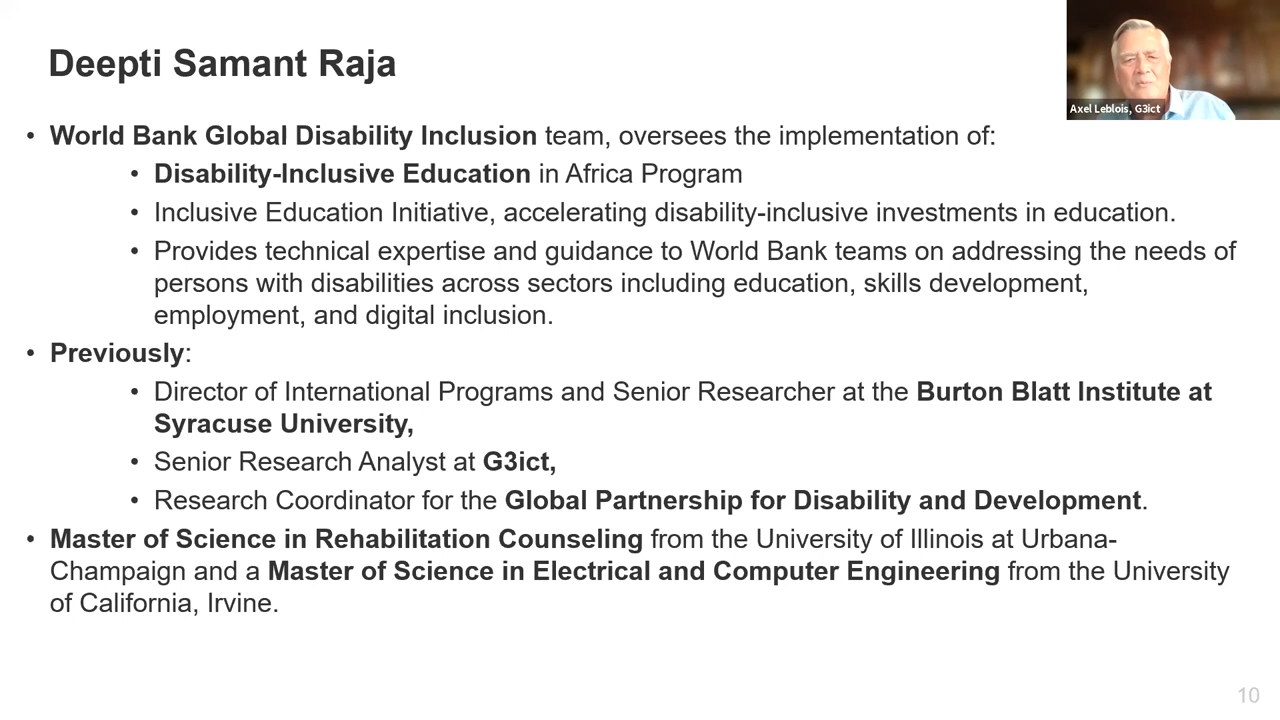 Deepti Samant Raja
Axel Leblois, G3ict
• World Bank Global Disability Inclusion team, oversees the implementation of:
• Disability-Inclusive Education in Africa Program
• Inclusive Education Initiative, accelerating disability-inclusive investments in education.
• Provides technical expertise and guidance to World Bank teams on addressing the needs of
persons with disabilities across sectors including education, skills development,
employment, and digital inclusion.
• Previously:
• Director of International Programs and Senior Researcher at the Burton Blatt Institute at
Syracuse University,
• Senior Research Analyst at G3ict,
• Research Coordinator for the Global Partnership for Disability and Development.
• Master of Science in Rehabilitation Counseling from the University of Illinois at Urbana-
Champaign and a Master of Science in Electrical and Computer Engineering from the University
of California, Irvine.
10